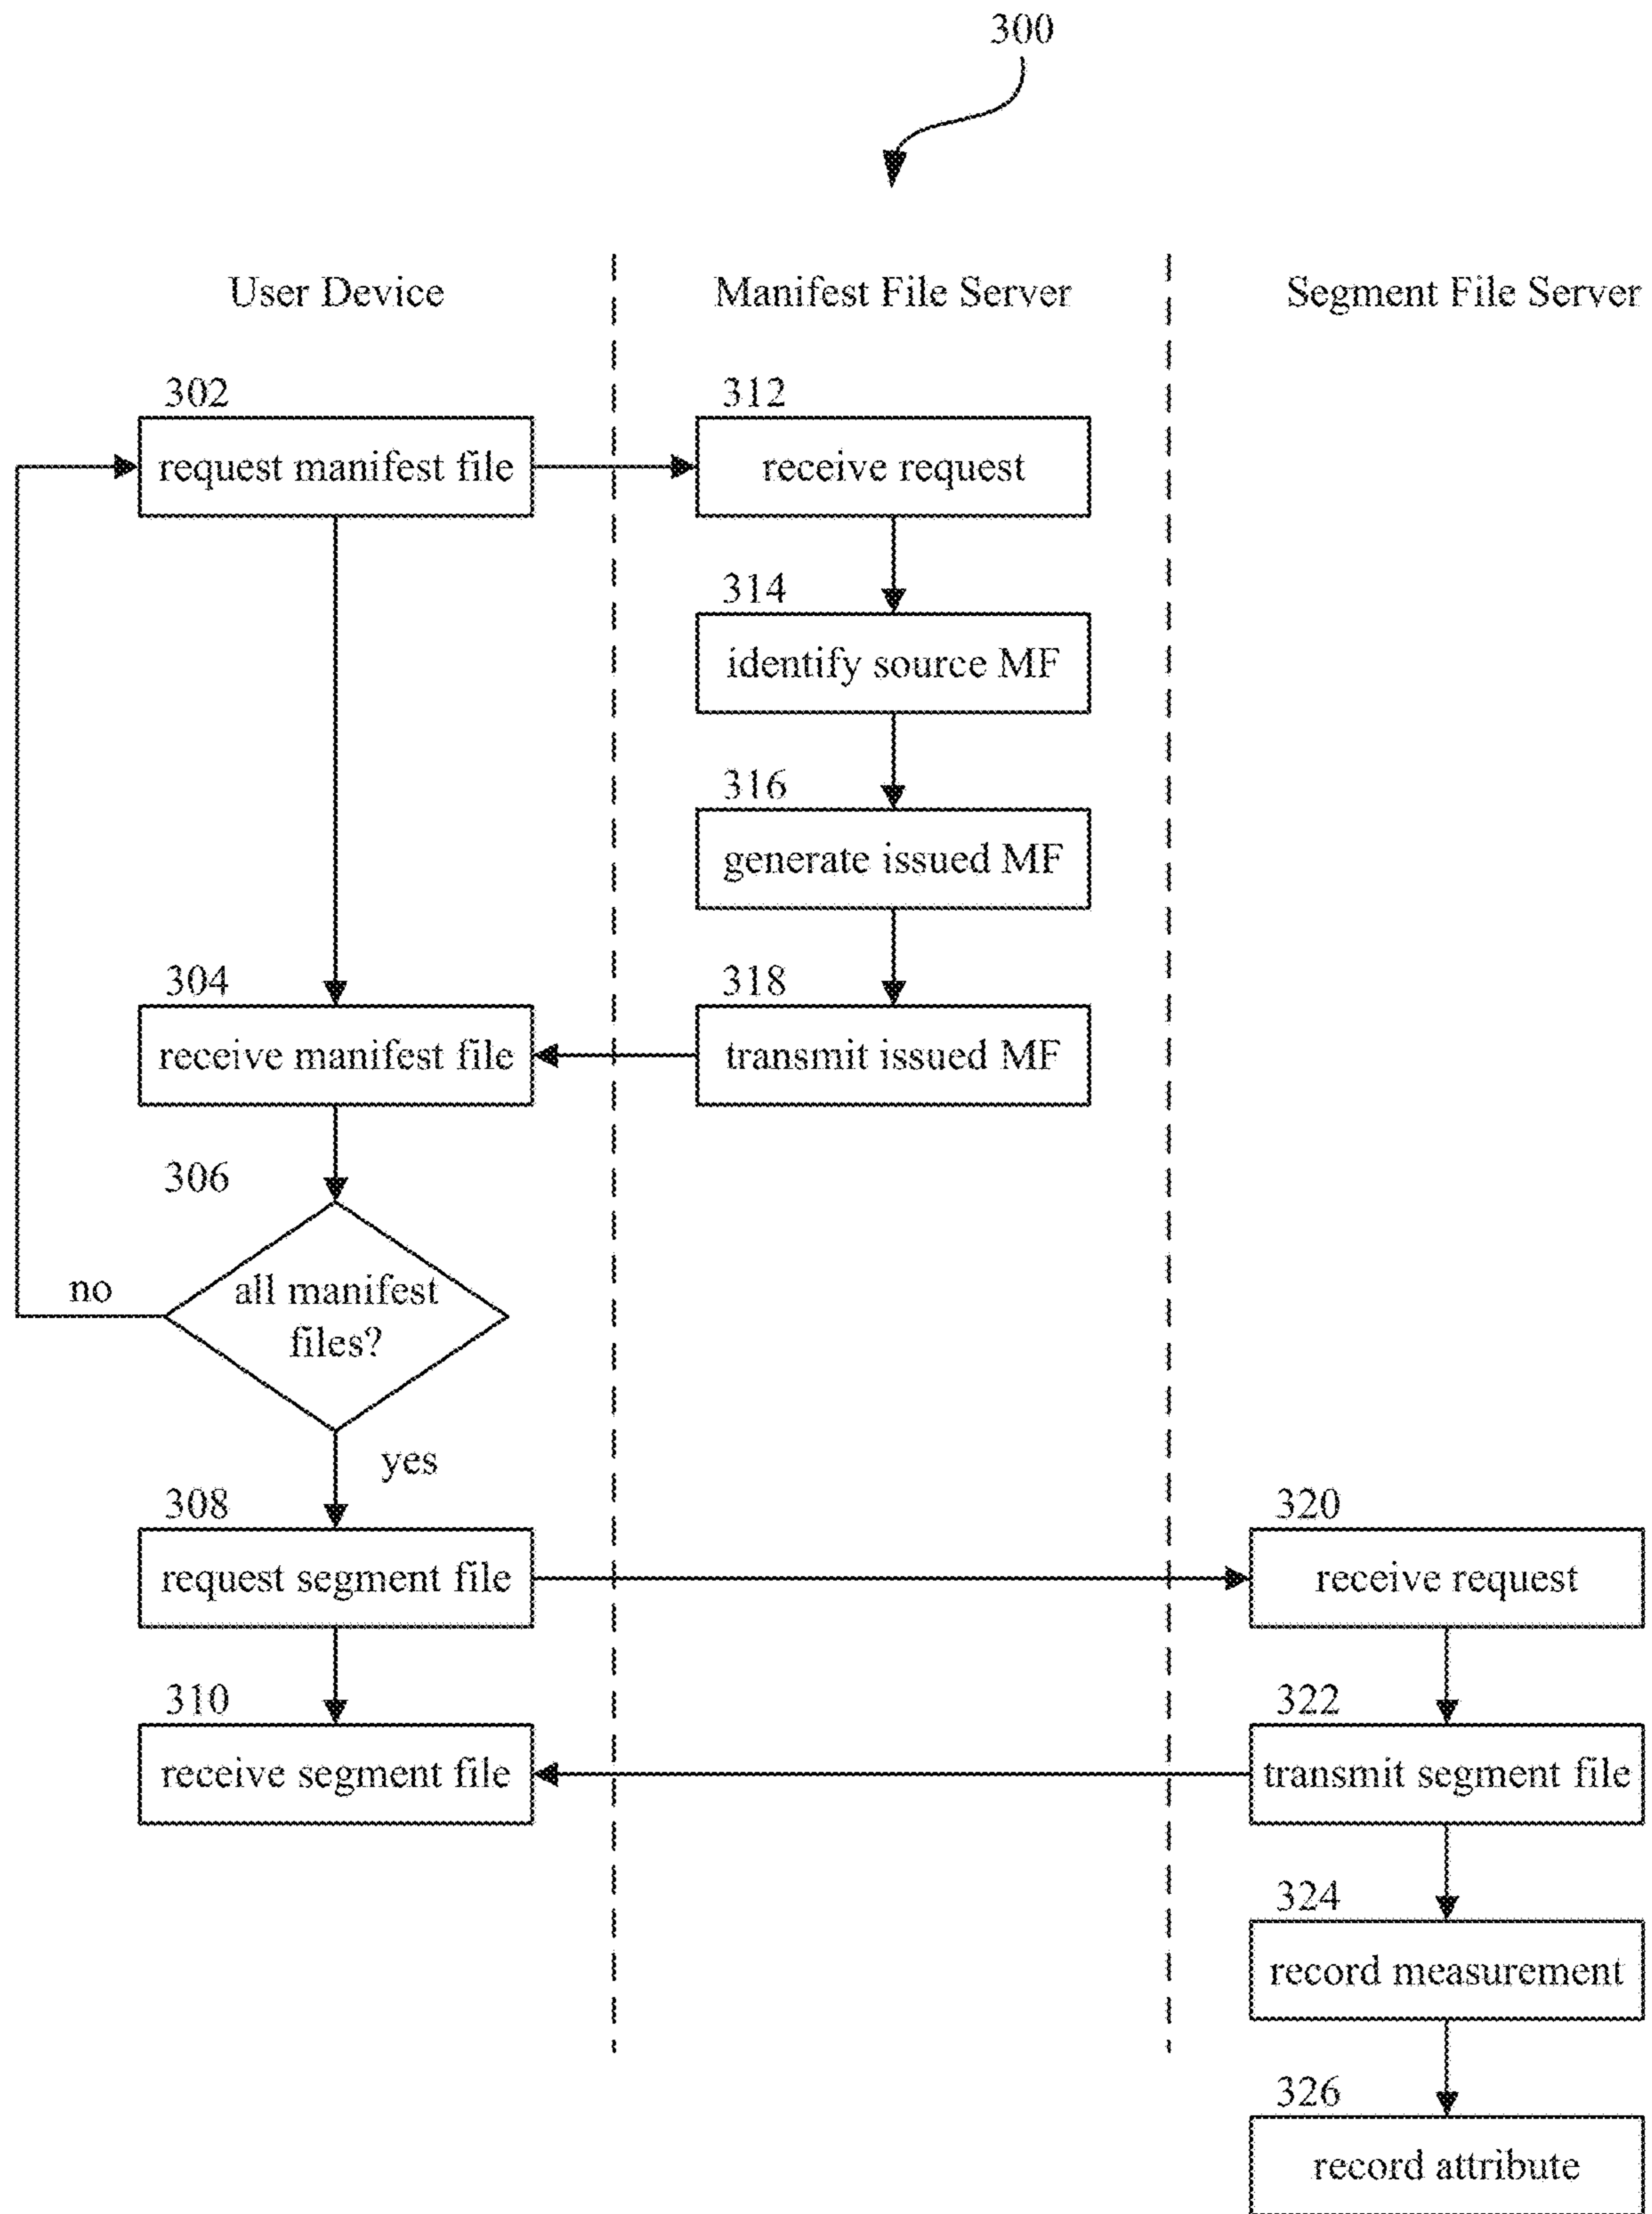 300
User Device
Manifest File Server
Segment File Server
302
request manifest file
312
receive request
314
identify source MF
316
generate issued MF
304
receive manifest file
318
transmit issued MF
306
all manifest
files?
no
yes
308
request segment file
320
receive request
310
receive segment file
322
transmit segment file
324
record measurement
326
record attribute